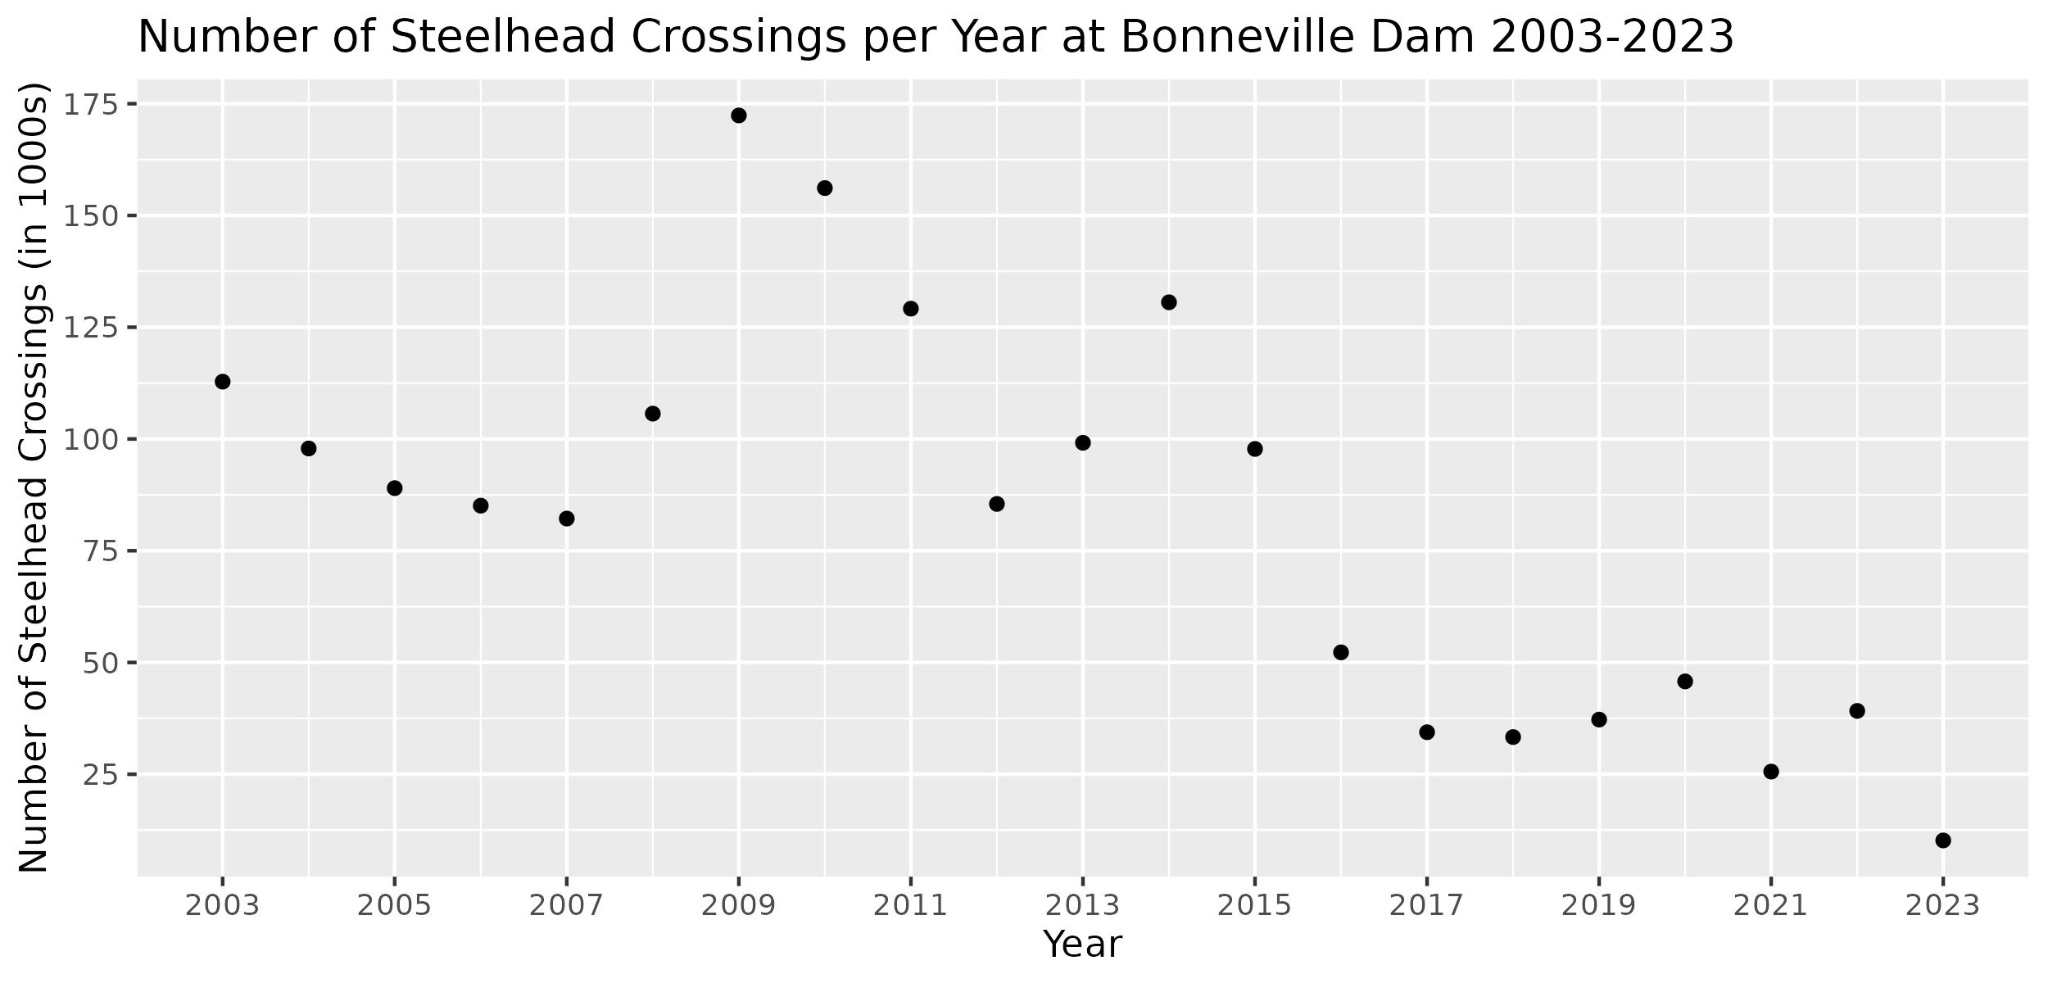 Number of Steelhead Crossings per Year at Bonneville Dam 2003-2023
Number of Steelhead Crossings (in 1000s)
175
150
125
100
75
50
25
2003 2005 2007 2009 2011 2013 2015 2017 2019 2021 2023
Year